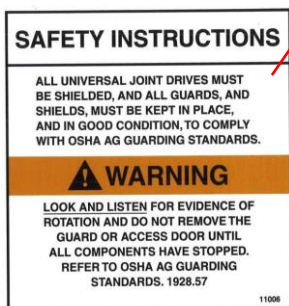 SAFETY INSTRUCTIONS
ALL UNIVERSAL JOINT DRIVES MUST
BE SHIELDED, AND ALL GUARDS, AND
SHIELDS, MUST BE KEPT IN PLACE,
AND IN GOOD CONDITION, TO COMPLY
WITH OSHA AG GUARDING STANDARDS.
WARNING
LOOK AND LISTEN FOR EVIDENCE OF
ROTATION AND DO NOT REMOVE THE
GUARD OR ACCESS DOOR UNTIL
ALL COMPONENTS HAVE STOPPED.
REFER TO OSHA AG GUARDING
STANDARDS. 1928.57
11006